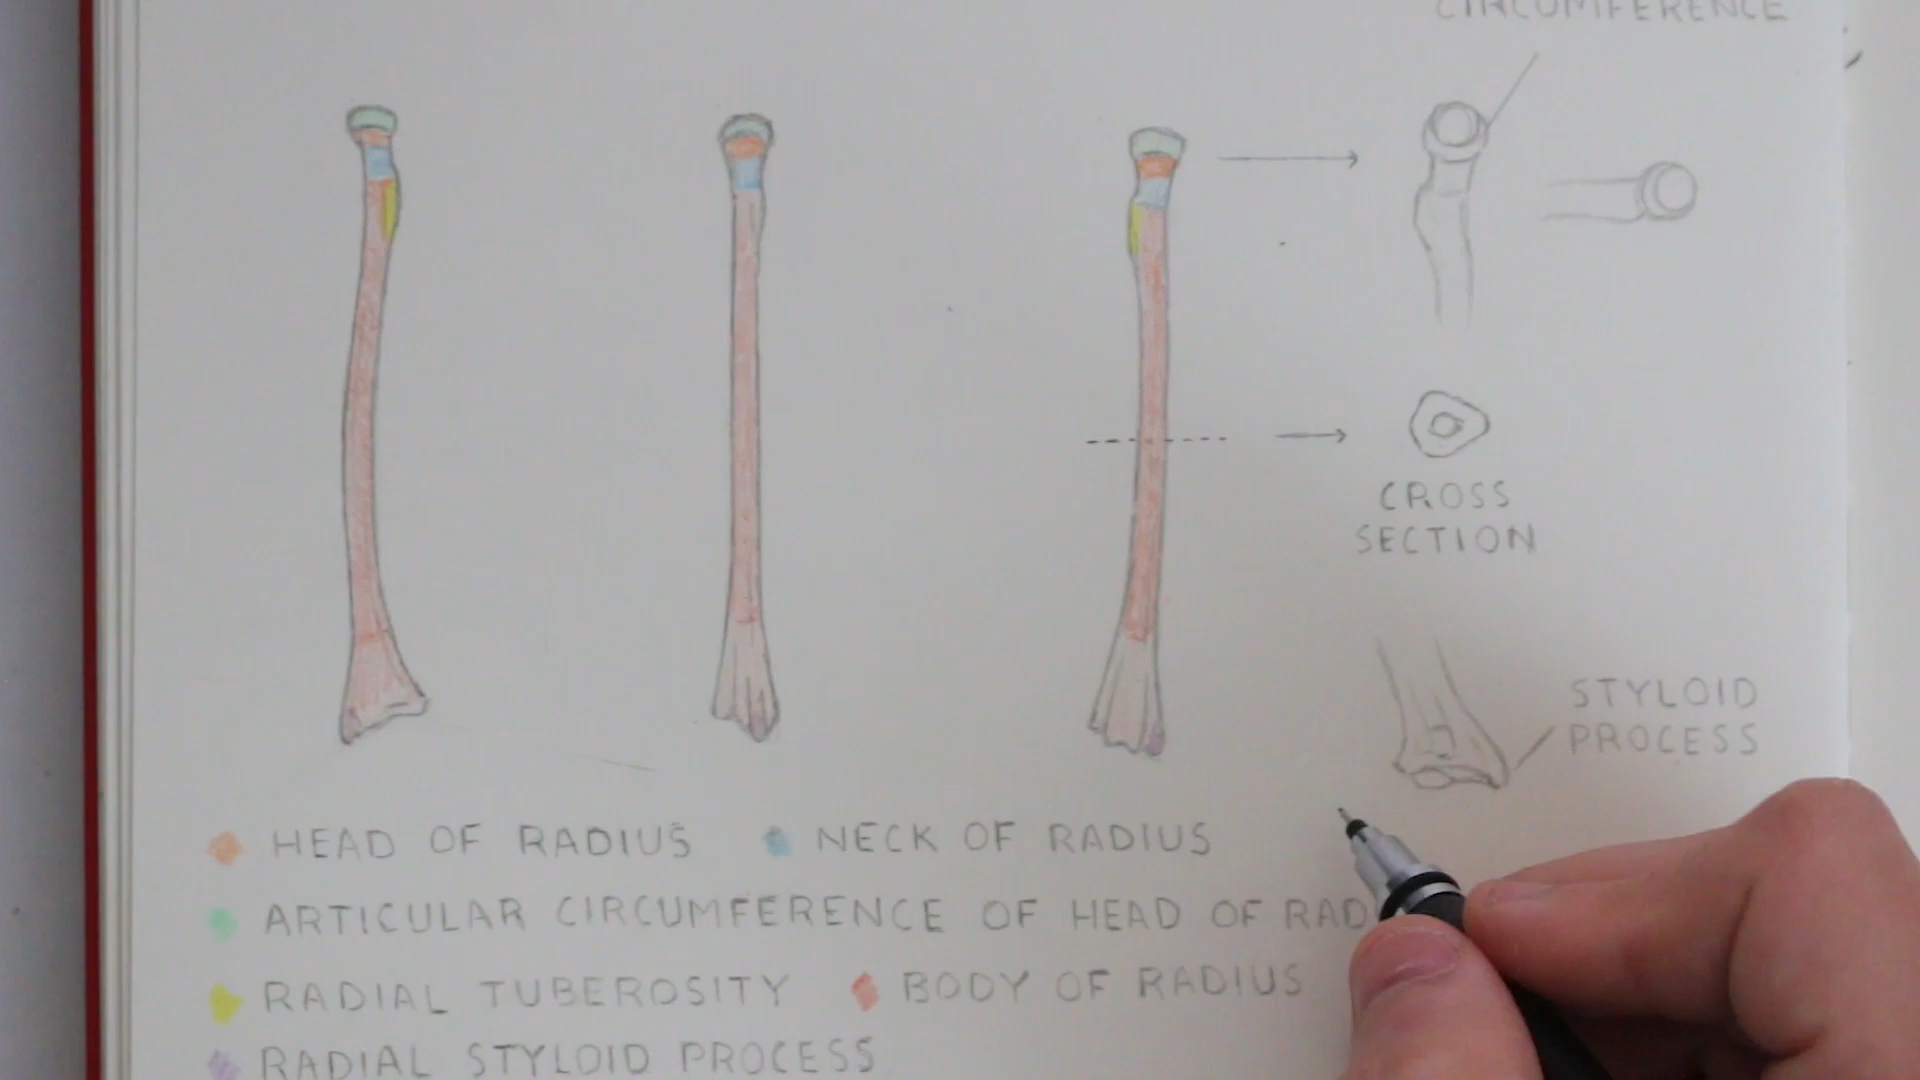 CIRCUMFERENCE
CROSS
SECTION
STYLOID
PROCESS
HEAD OF RADIUS
NECK OF RADIUS
ARTICULAR CIRCUMFERENCE OF HEAD OF RAD
RADIAL TUBEROSITY
BODY OF RADIUS
RADIAL STYLOID PROCESS